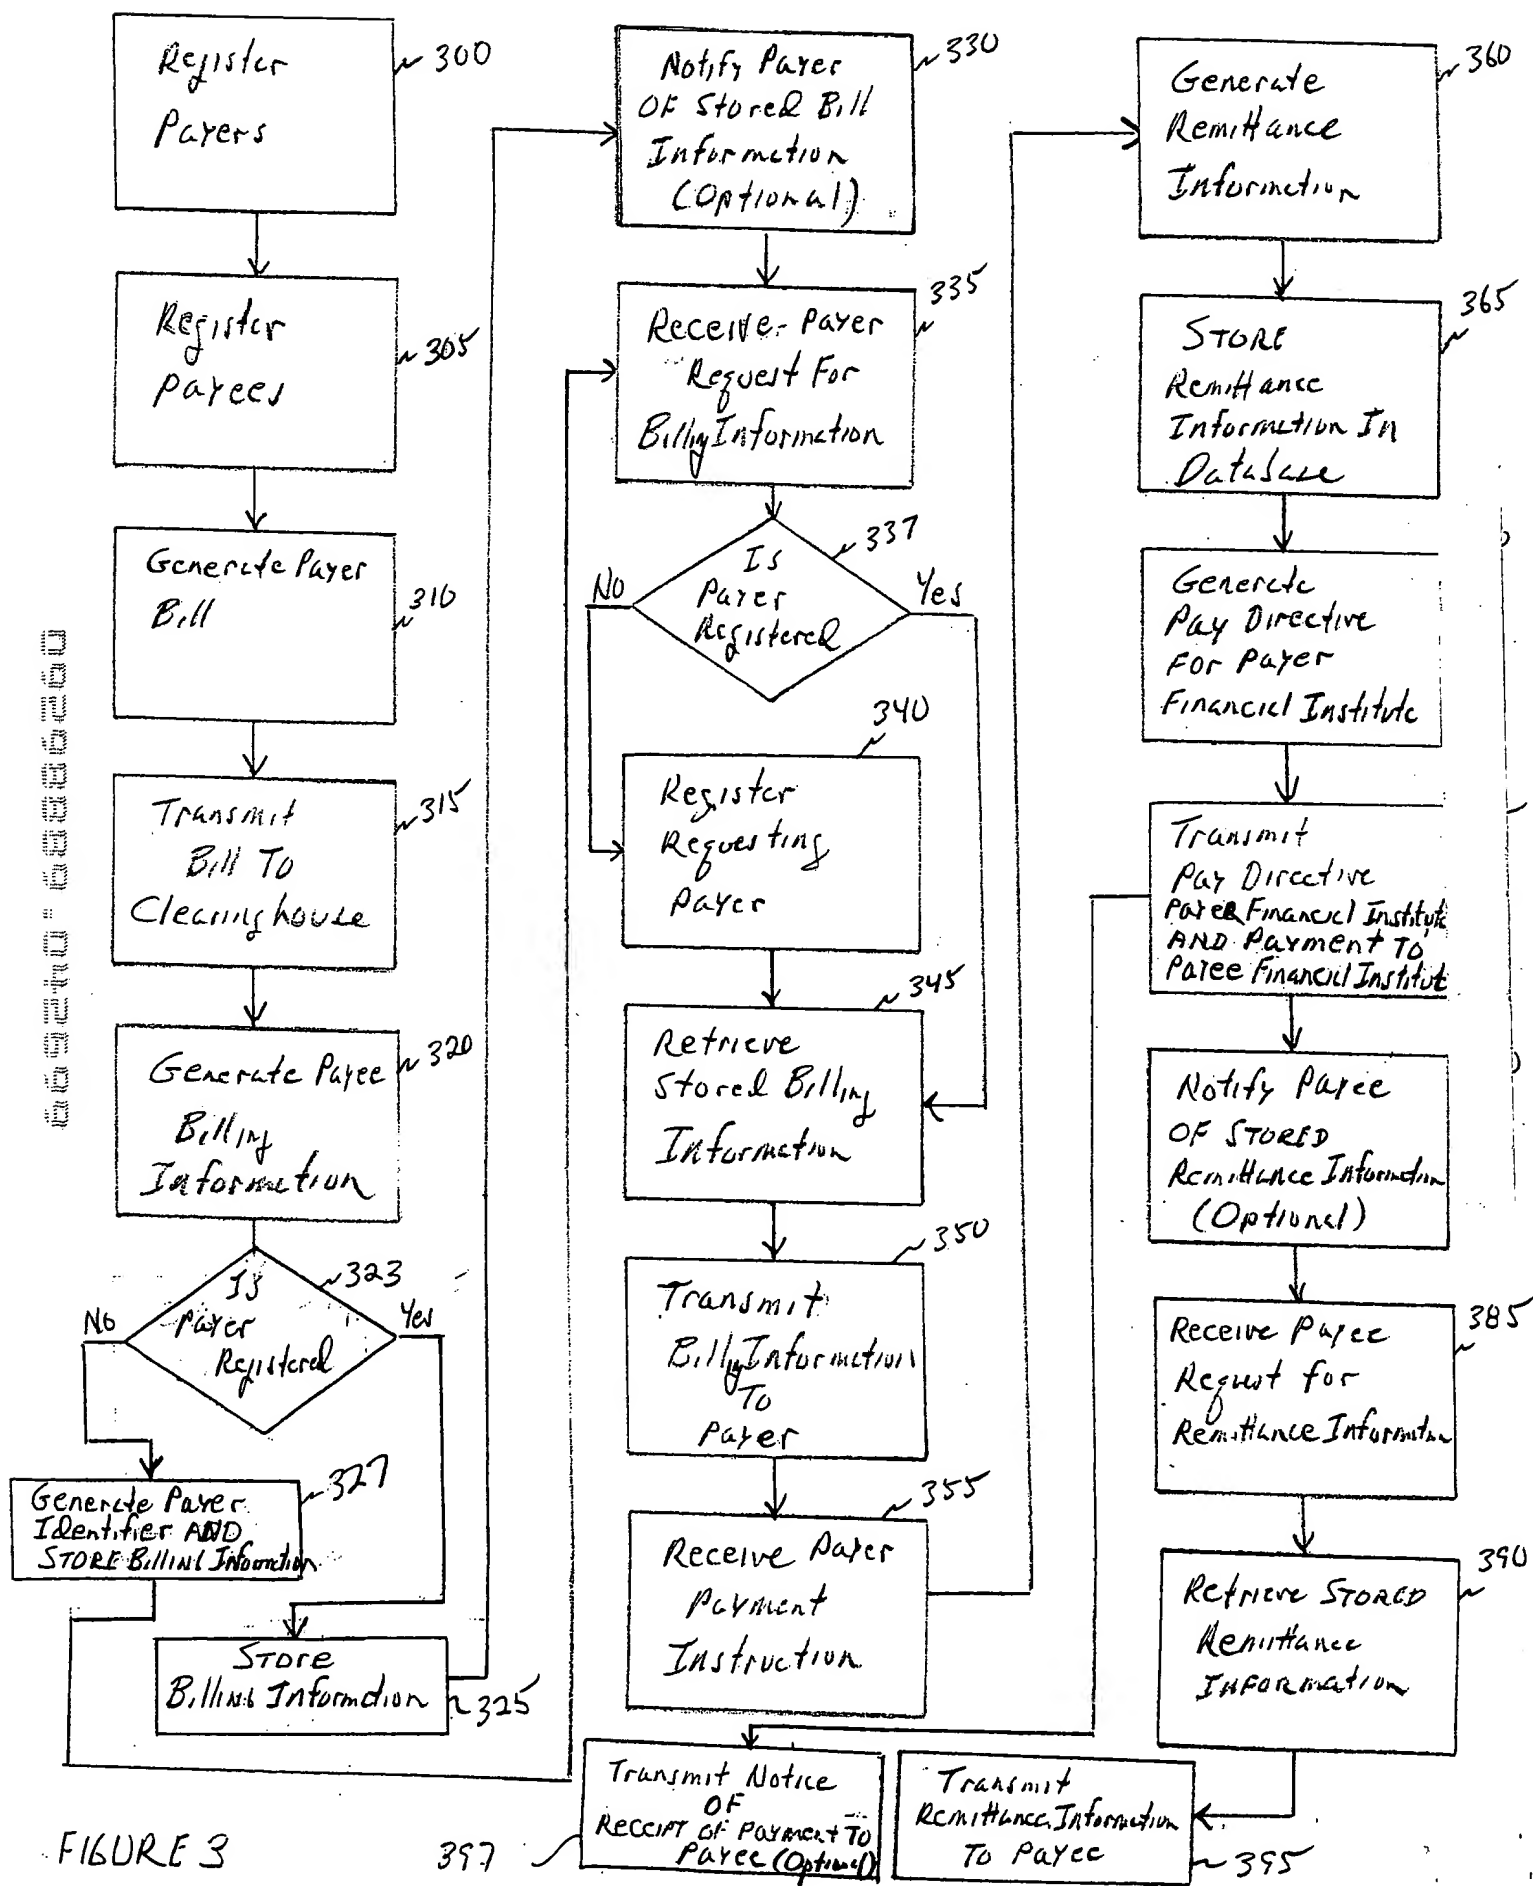 Register
Payers
300
Register
Payees
305
Generate Payer
Bill
310
Transmit
Bill To
Clearinghouse
315
Generate Payee
Billing
Information
320
Is
Payer
Registered
323
No
Yes
Generate Payer
Identifier AND
STORE Billing Information
327
Store
Billing Information
325
Notify Payer
OF Stored Bill
Information
(Optional)
330
Receive Payer
Request For
Billing Information
335
Is
Payer
Registered
337
No
Yes
Register
Requesting
Payer
340
Retrieve
Stored Billing
Information
345
Transmit
Billing Information
To
Payer
350
Receive Payer
Payment
Instruction
355
Generate
Remittance
Information
360
STORE
Remittance
Information In
Database
365
Generate
Pay Directive
For Payer
Financial Institute
Transmit
Pay Directive
Payer Financial Institute
AND Payment To
Payee Financial Institut
Notify Payee
OF STORED
Remittance Information
(Optional)
Receive Payee
Request for
Remittance Information
385
Retrieve STORED
Remittance
INFORMATION
390
Transmit
Remittance Information
To Payee
395
Transmit Notice
OF
RECEIPT OF Payment To
Payee (Optional)
397
FIGURE 3